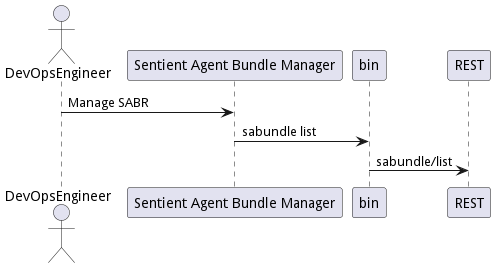 DevOpsEngineer
Sentient Agent Bundle Manager
bin
REST
Manage SABR
sabundle list
sabundle/list
DevOpsEngineer
Sentient Agent Bundle Manager
bin
REST